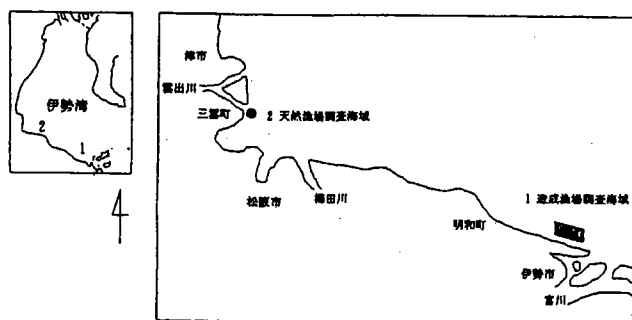 伊勢湾
2
1
津市
雲出川
三雲町
2 天然漁場調査海域
松阪市
櫛田川
明和町
1 造成漁場調査海域
伊勢市
宮川